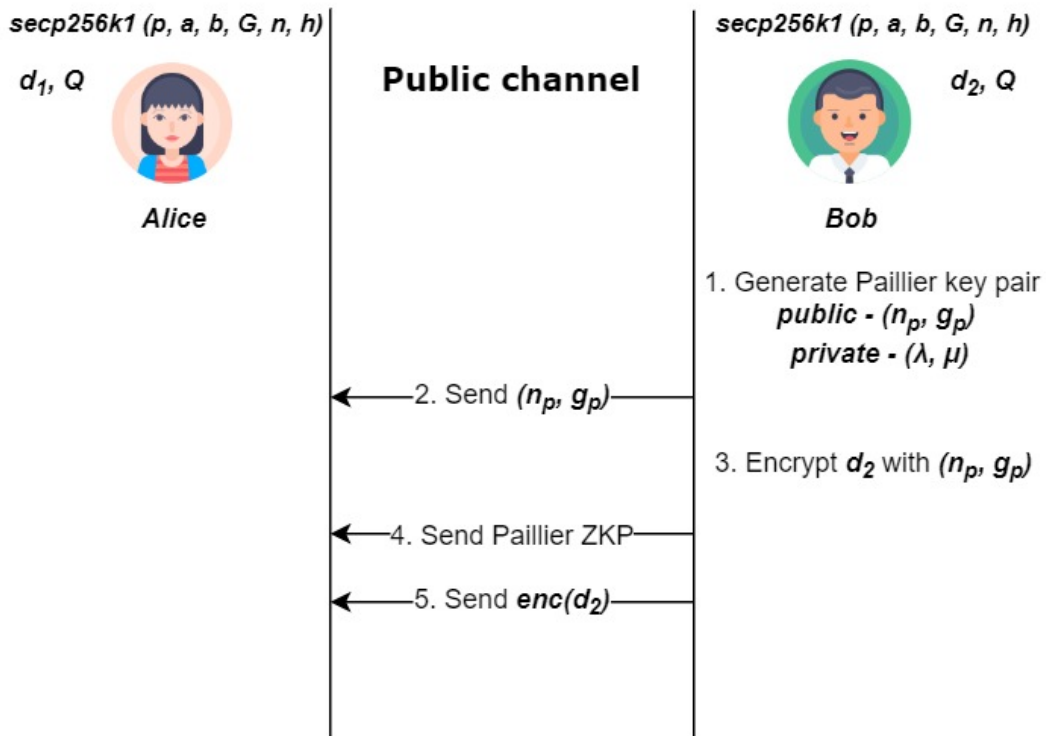 secp256k1 (p, a, b, G, n, h)
secp256k1 (p, a, b, G, n, h)
d₁, Q
Public channel
d₂, Q
Alice
Bob
1. Generate Paillier key pair
public - (nₚ, gₚ)
private - (λ, μ)
2. Send (nₚ, gₚ)
3. Encrypt d₂ with (nₚ, gₚ)
4. Send Paillier ZKP
5. Send enc(d₂)